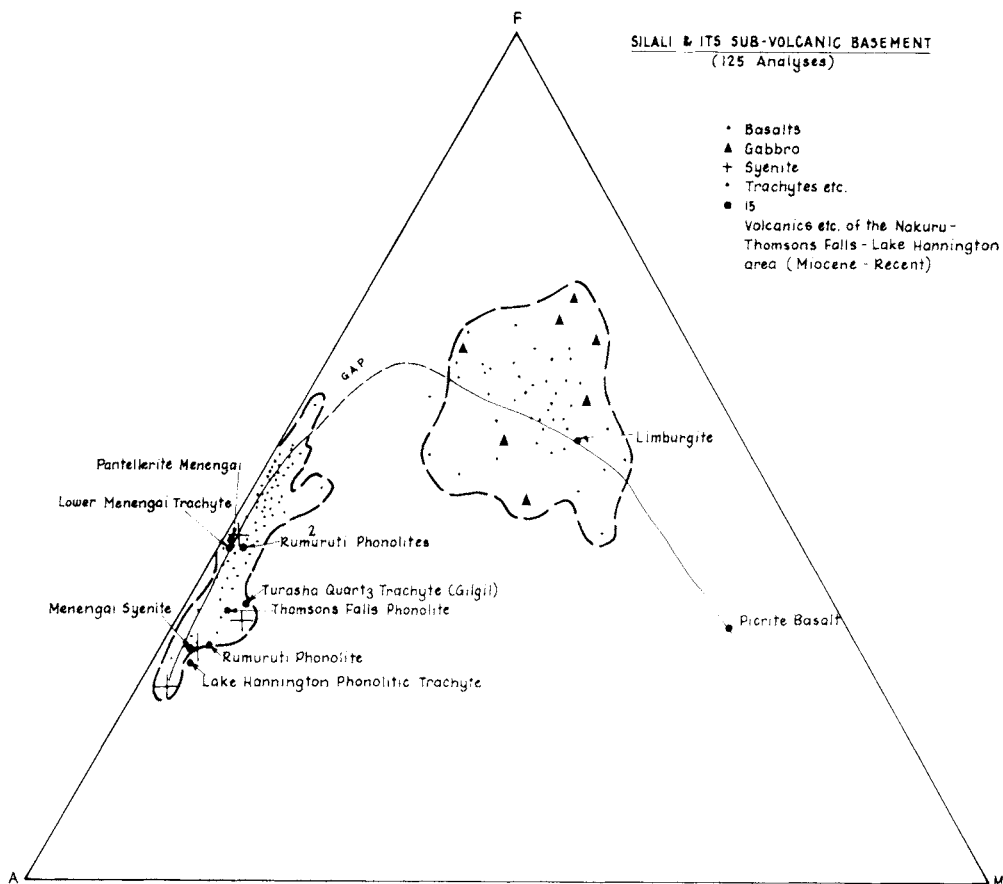 F
SILALI & ITS SUB-VOLCANIC BASEMENT
(125 Analyses)
Basalts
Gabbro
Syenite
Trachytes etc.
15
Volcanics etc. of the Nakuru-
Thomsons Falls - Lake Hannington
area (Miocene - Recent)
GAP
Limburgite
Pantellerite Menengai
Lower Menengai Trachyte
2
Rumuruti Phonolites
Turasha Quartz Trachyte (Gilgil)
Menengai Syenite
Thomsons Falls Phonolite
Picrite Basalt
Rumuruti Phonolite
Lake Hannington Phonolitic Trachyte
A
M